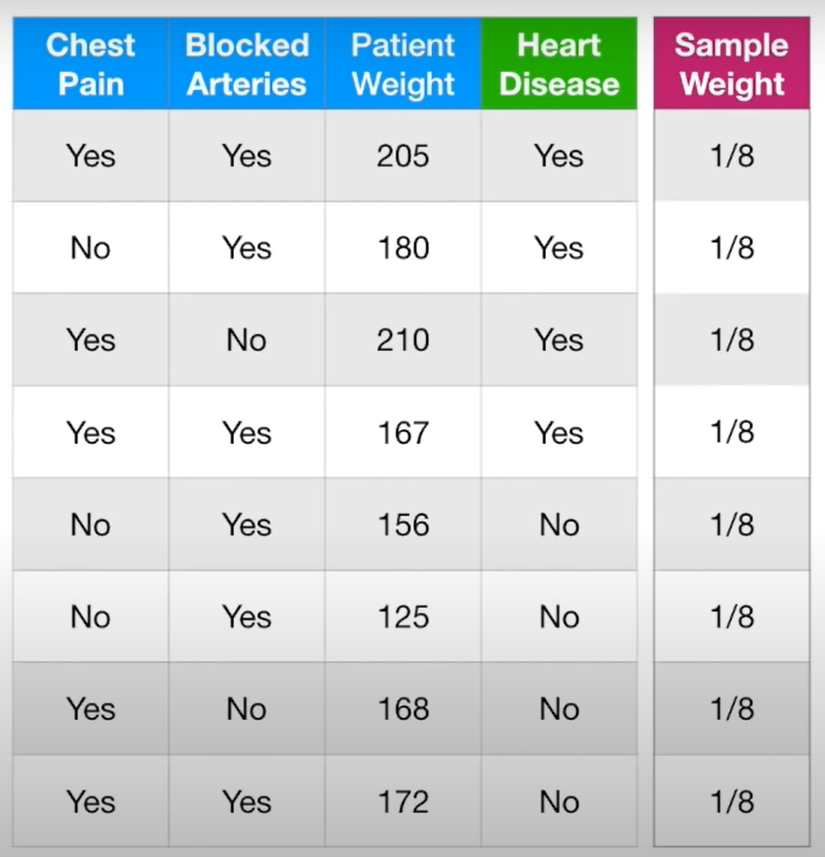 Chest Pain Blocked Arteries Patient Weight Heart Disease Sample Weight
Yes Yes 205 Yes 1/8
No Yes 180 Yes 1/8
Yes No 210 Yes 1/8
Yes Yes 167 Yes 1/8
No Yes 156 No 1/8
No Yes 125 No 1/8
Yes No 168 No 1/8
Yes Yes 172 No 1/8